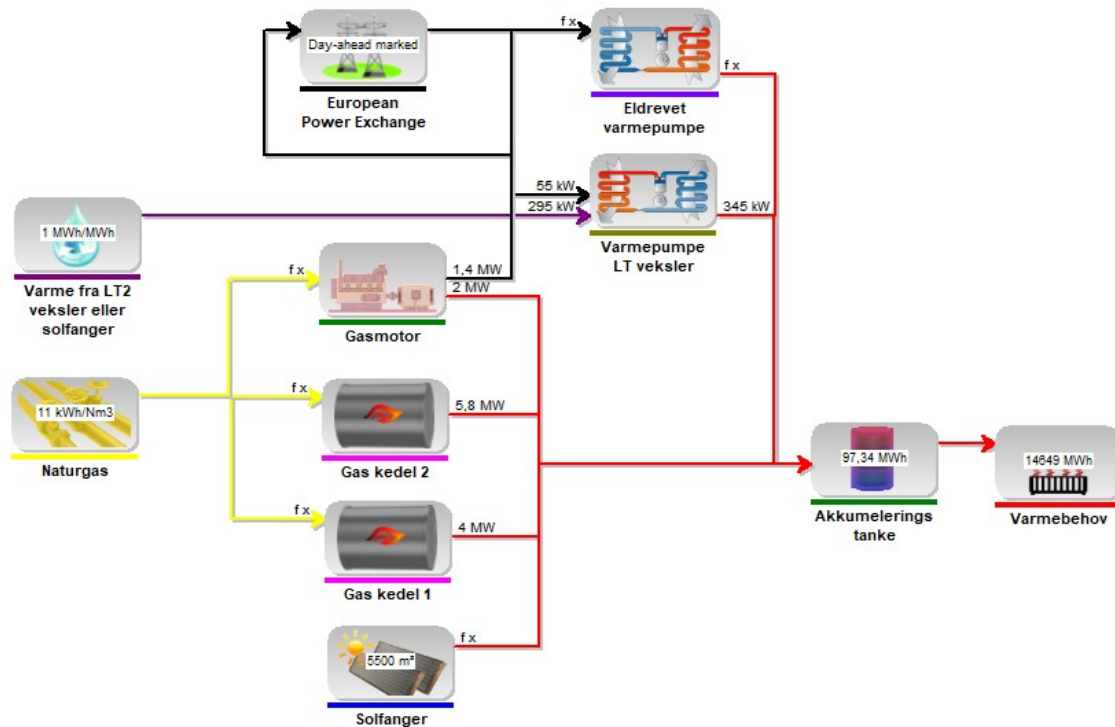 Day-ahead marked
European
Power Exchange
f x
Eldrevet
varmepumpe
f x
55 kW
295 kW
345 kW
Varmepumpe
LT veksler
1 MWh/MWh
Varme fra LT2
veksler eller
solfanger
f x
1,4 MW
2 MW
Gasmotor
11 kWh/Nm3
Naturgas
f x
5,8 MW
Gas kedel 2
f x
4 MW
Gas kedel 1
97,34 MWh
Akkumelerings
tanke
14649 MWh
Varmebehov
f x
5500 m²
Solfanger